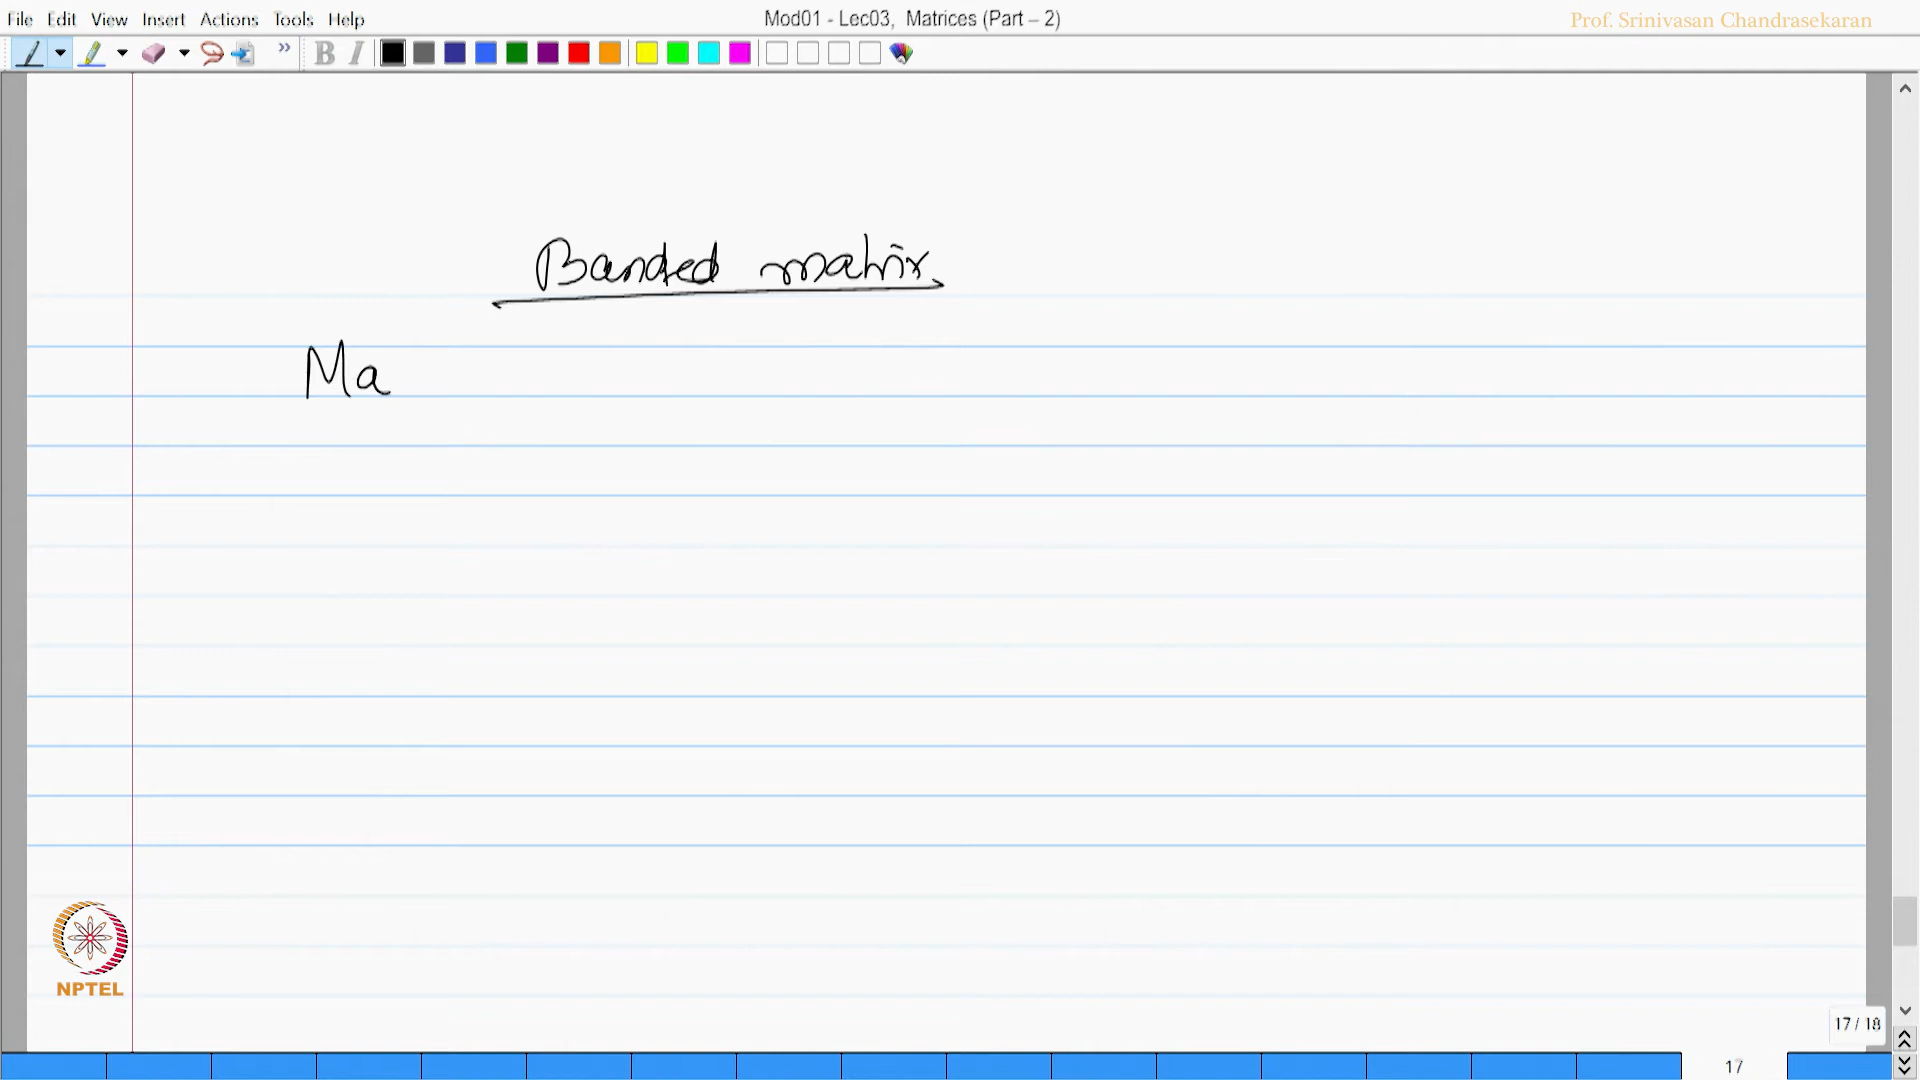 File Edit View Insert Actions Tools Help
Mod01 - Lec03, Matrices (Part – 2)
Prof. Srinivasan Chandrasekaran
B I
Banded matrix
Ma
NPTEL
17 / 18
17